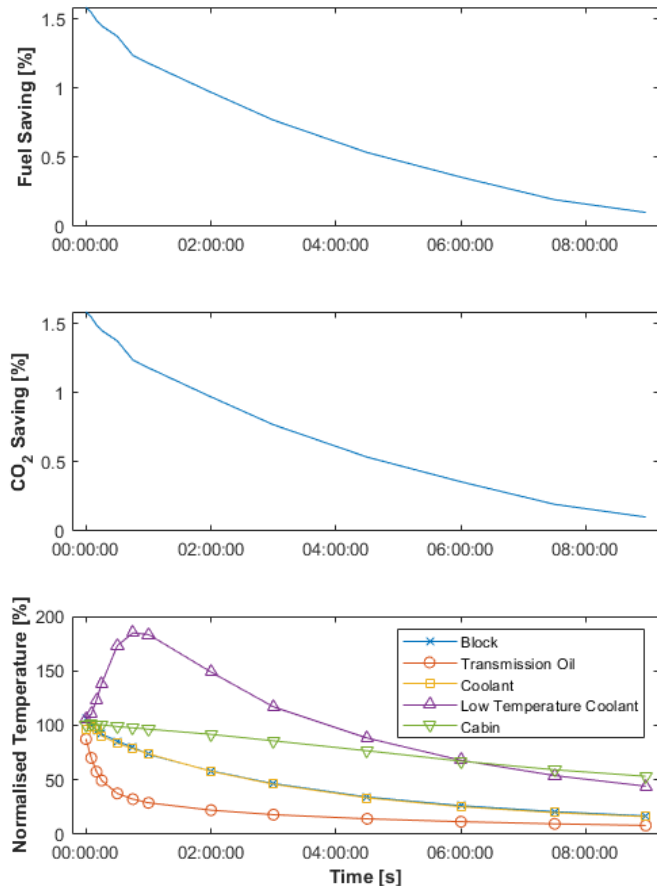 Fuel Saving [%]
1.5
1
0.5
0
00:00:00 02:00:00 04:00:00 06:00:00 08:00:00
CO2 Saving [%]
1.5
1
0.5
0
00:00:00 02:00:00 04:00:00 06:00:00 08:00:00
Normalised Temperature [%]
200
150
100
50
0
Block
Transmission Oil
Coolant
Low Temperature Coolant
Cabin
00:00:00 02:00:00 04:00:00 06:00:00 08:00:00
Time [s]